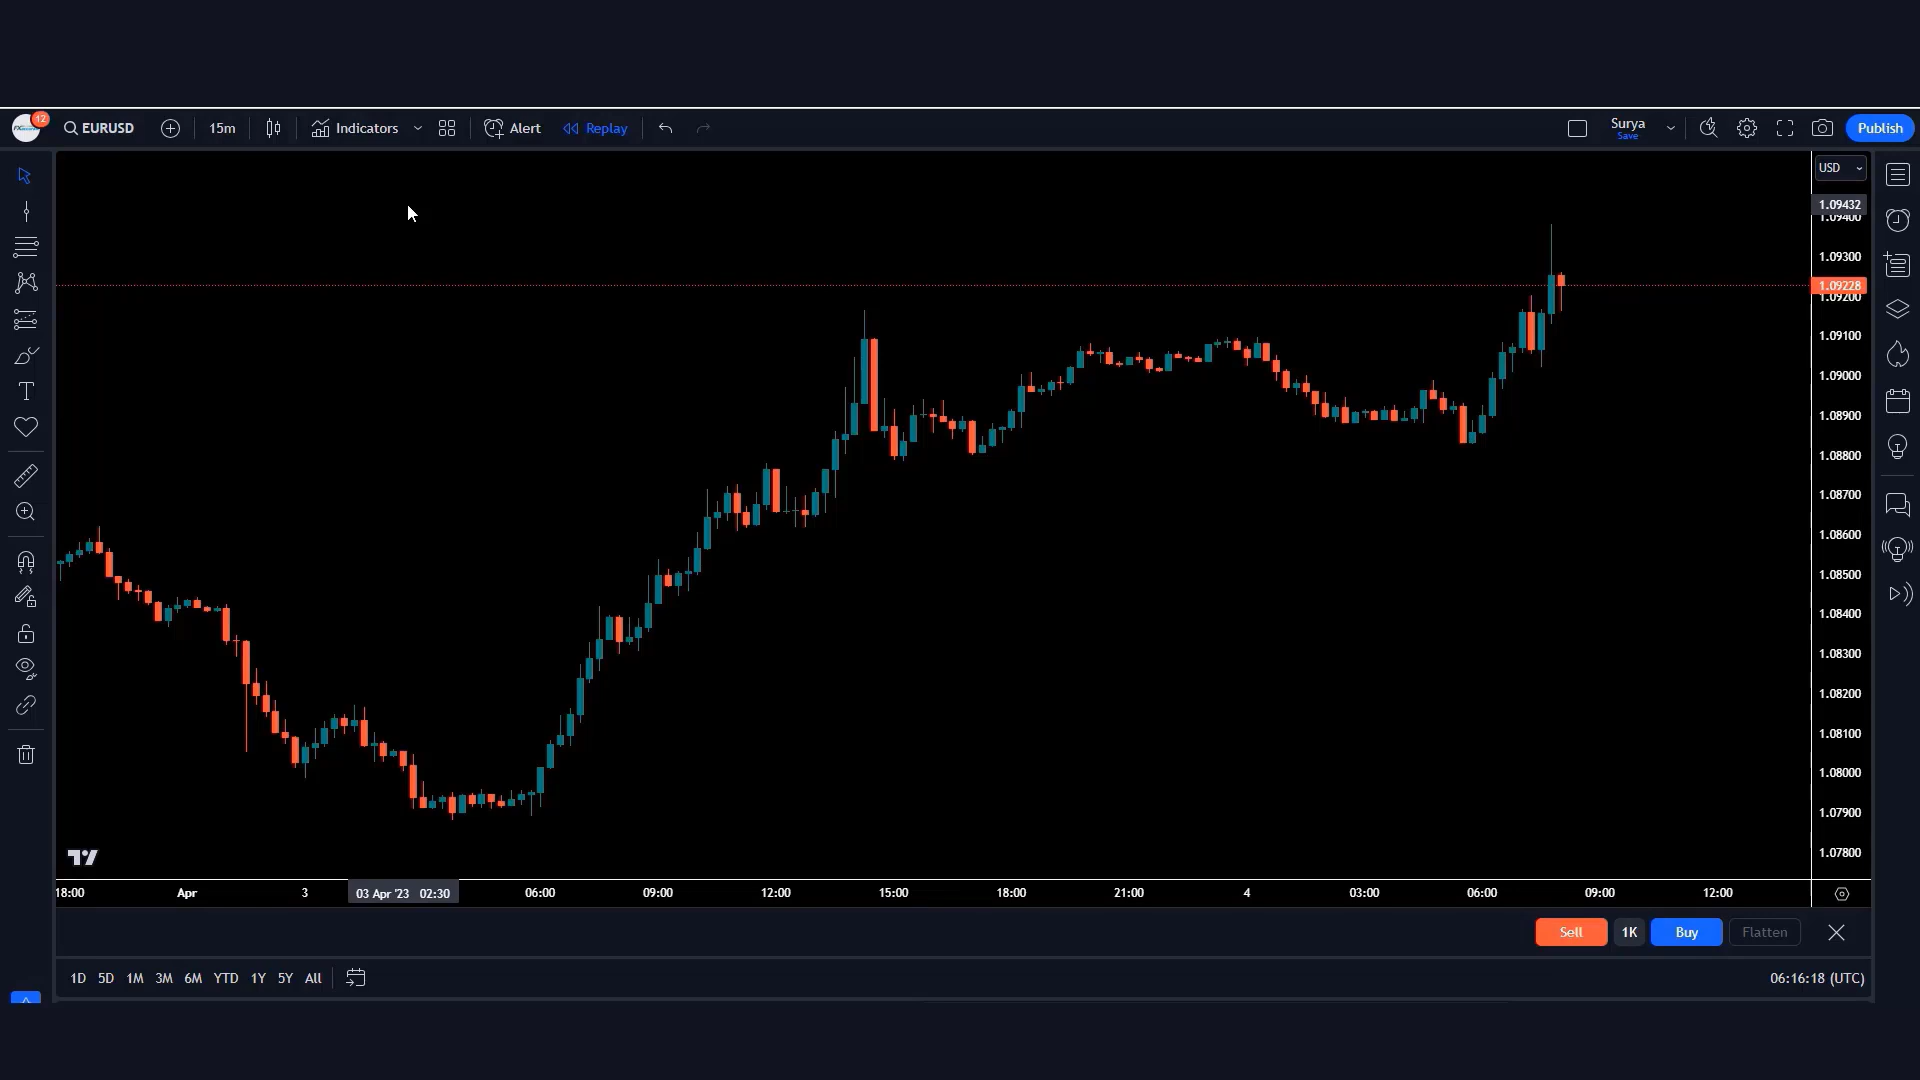 12
EURUSD
15m
Indicators
Alert
Replay
Surya
Save
Publish
USD
1.09432
1.09400
1.09300
1.09228
1.09200
1.09100
1.09000
1.08900
1.08800
1.08700
1.08600
1.08500
1.08400
1.08300
1.08200
1.08100
1.08000
1.07900
1.07800
18:00 Apr 3 03 Apr '23 02:30 06:00 09:00 12:00 15:00 18:00 21:00 4 03:00 06:00 09:00 12:00
Sell 1K Buy Flatten
1D 5D 1M 3M 6M YTD 1Y 5Y All
06:16:18 (UTC)